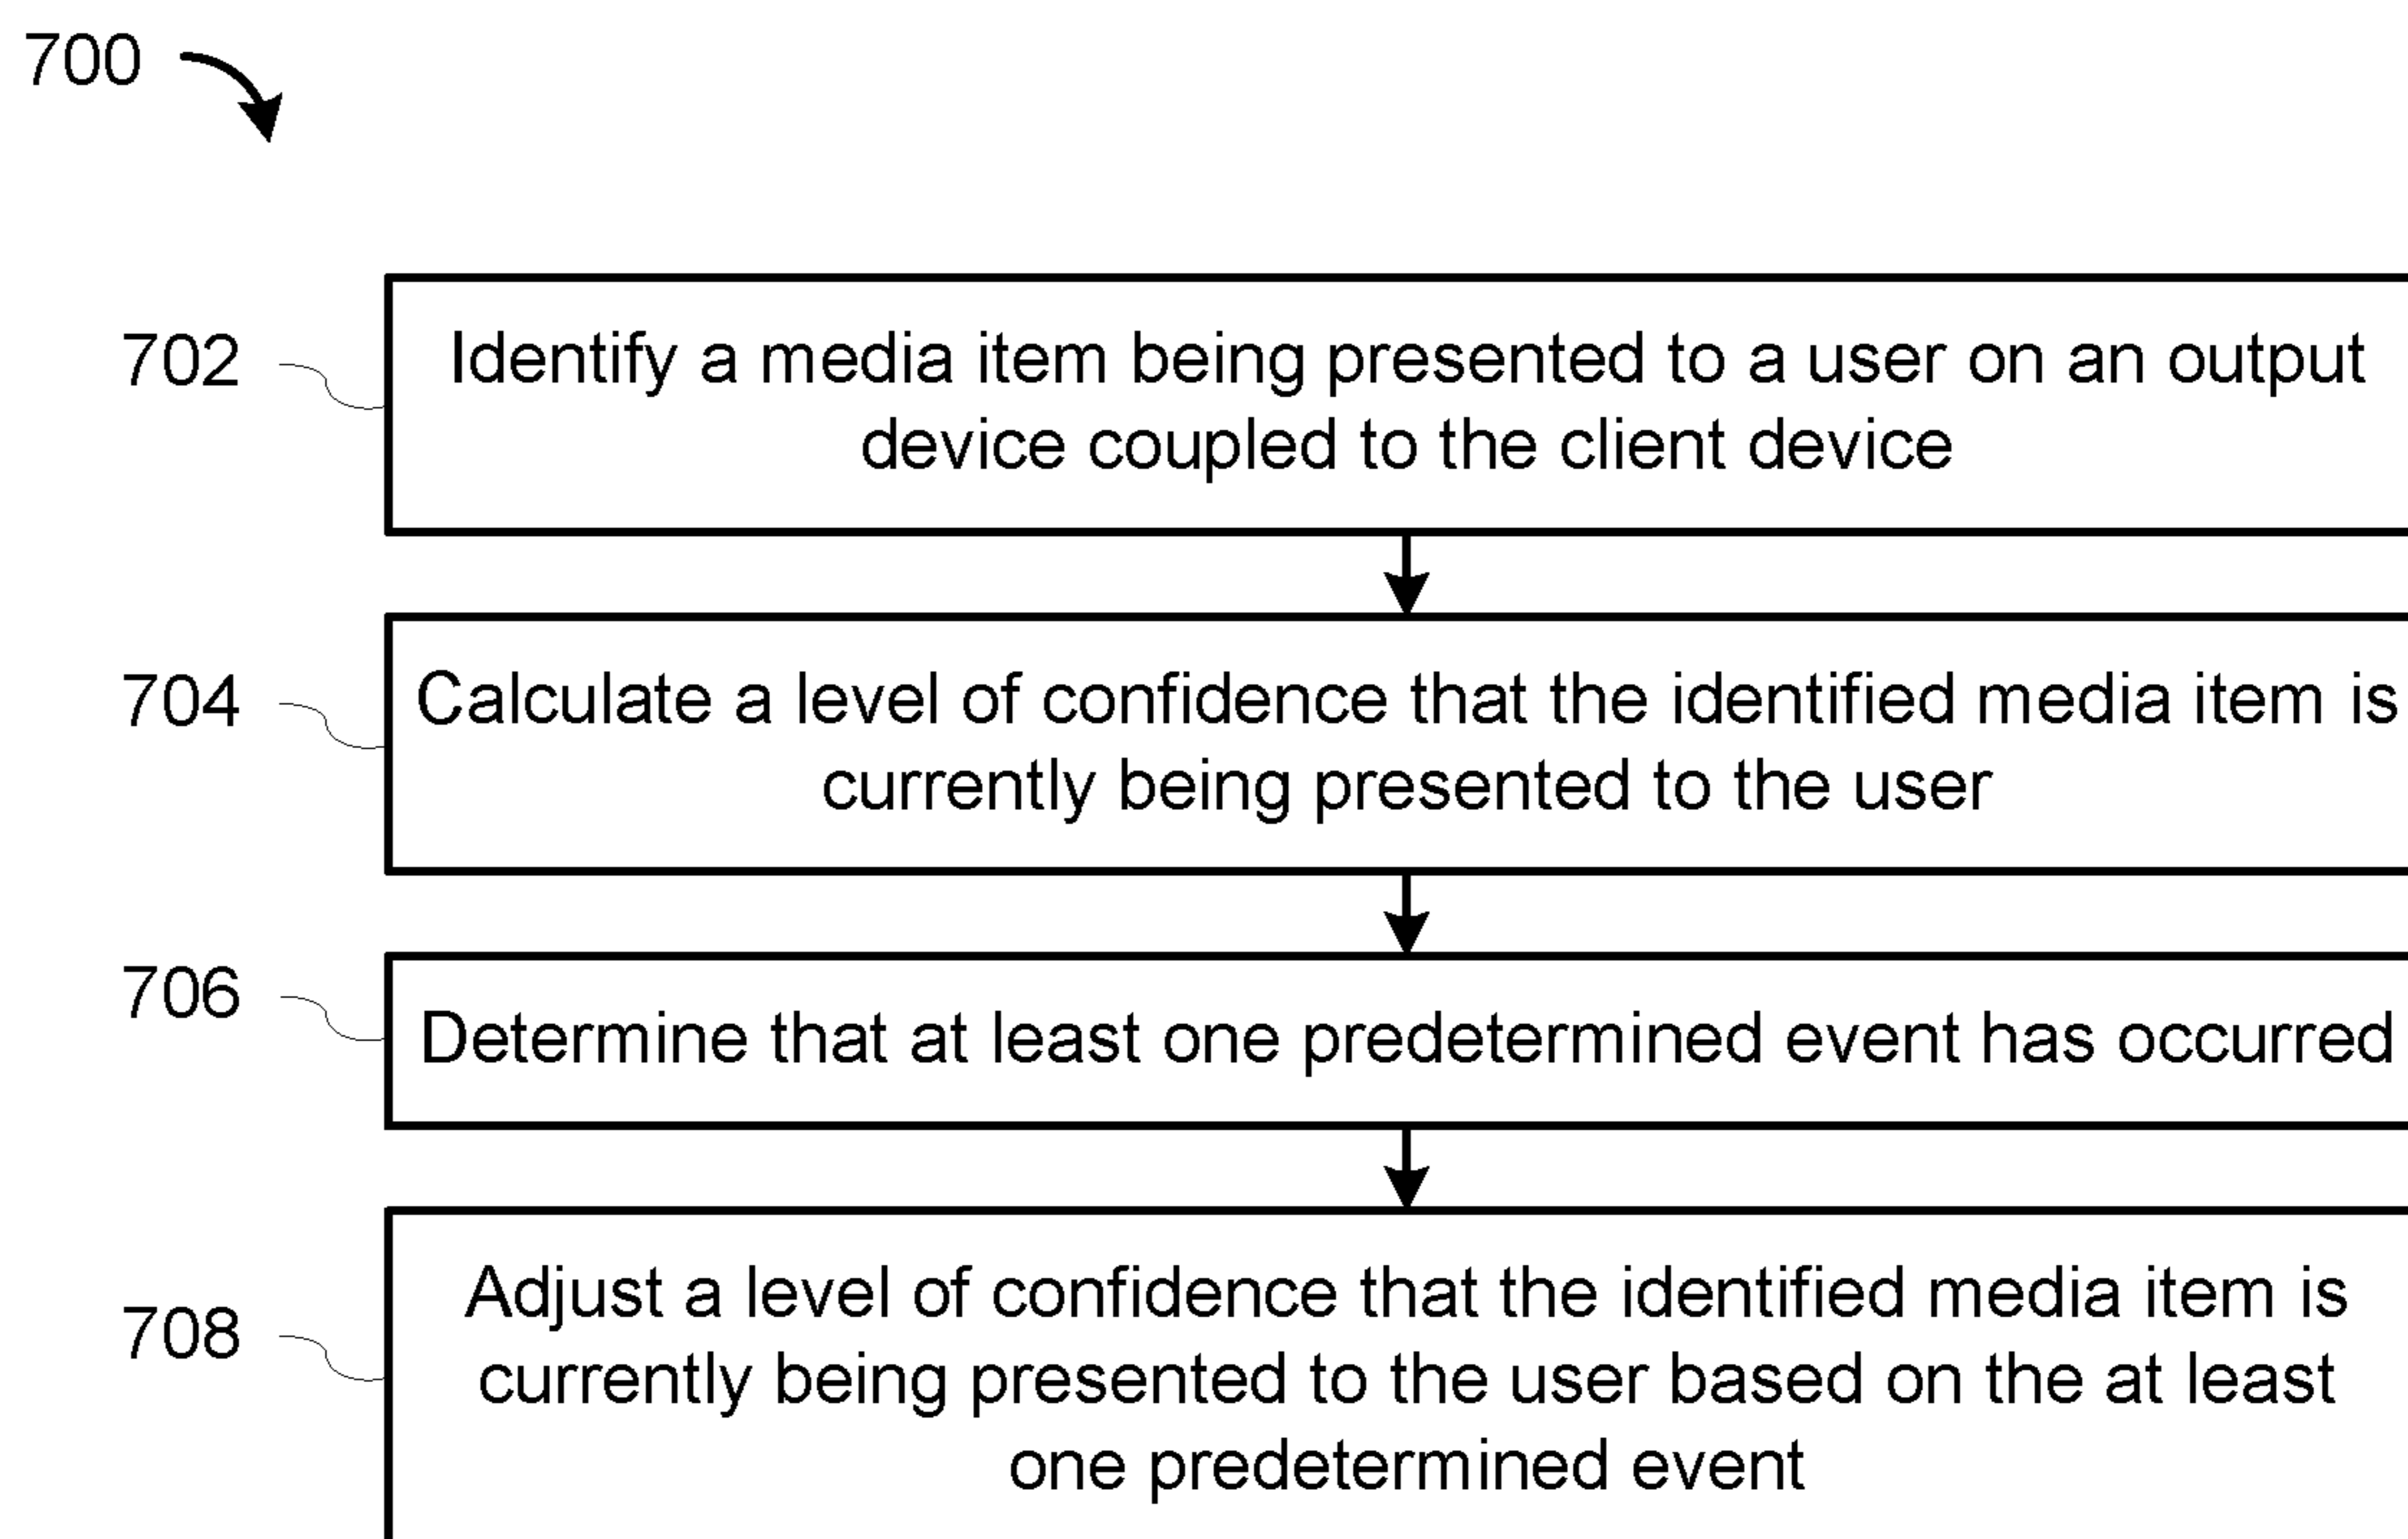 700
702
Identify a media item being presented to a user on an output
device coupled to the client device
704
Calculate a level of confidence that the identified media item is
currently being presented to the user
706
Determine that at least one predetermined event has occurred
708
Adjust a level of confidence that the identified media item is
currently being presented to the user based on the at least
one predetermined event